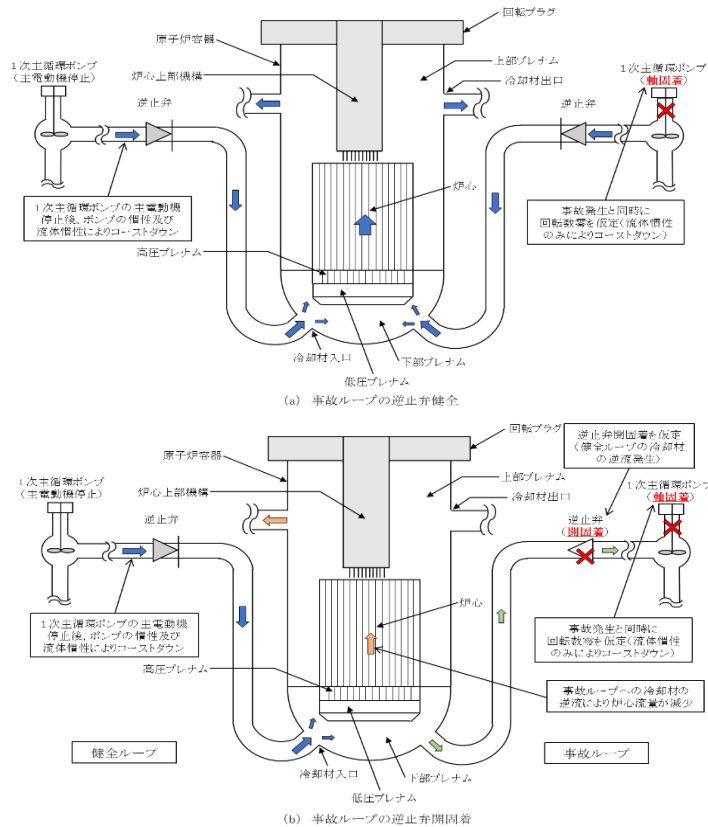 回転プラグ
原子炉容器
1次主循環ポンプ
(主電動機停止)
炉心上部機構
上部プレナム
冷却材出口
1次主循環ポンプ
(軸固着)
逆止弁
逆止弁
炉心
1次主循環ポンプの主電動機
停止後、ポンプの慣性及び
流体慣性によりコーストダウン
事故発生と同時に
回転数零を仮定(流体慣性
のみによりコーストダウン)
高圧プレナム
冷却材入口
下部プレナム
低圧プレナム
(a) 事故ループの逆止弁健全
回転プラグ
逆止弁開固着を仮定
(健全ループの冷却材
の逆流発生)
原子炉容器
1次主循環ポンプ
(主電動機停止)
炉心上部機構
上部プレナム
冷却材出口
1次主循環ポンプ
(軸固着)
逆止弁
逆止弁
(開固着)
炉心
1次主循環ポンプの主電動機
停止後、ポンプの慣性及び
流体慣性によりコーストダウン
事故発生と同時に
回転数零を仮定(流体慣性
のみによりコーストダウン)
高圧プレナム
事故ループへの冷却材の
逆流により炉心流量が減少
健全ループ
冷却材入口
下部プレナム
事故ループ
低圧プレナム
(b) 事故ループの逆止弁開固着